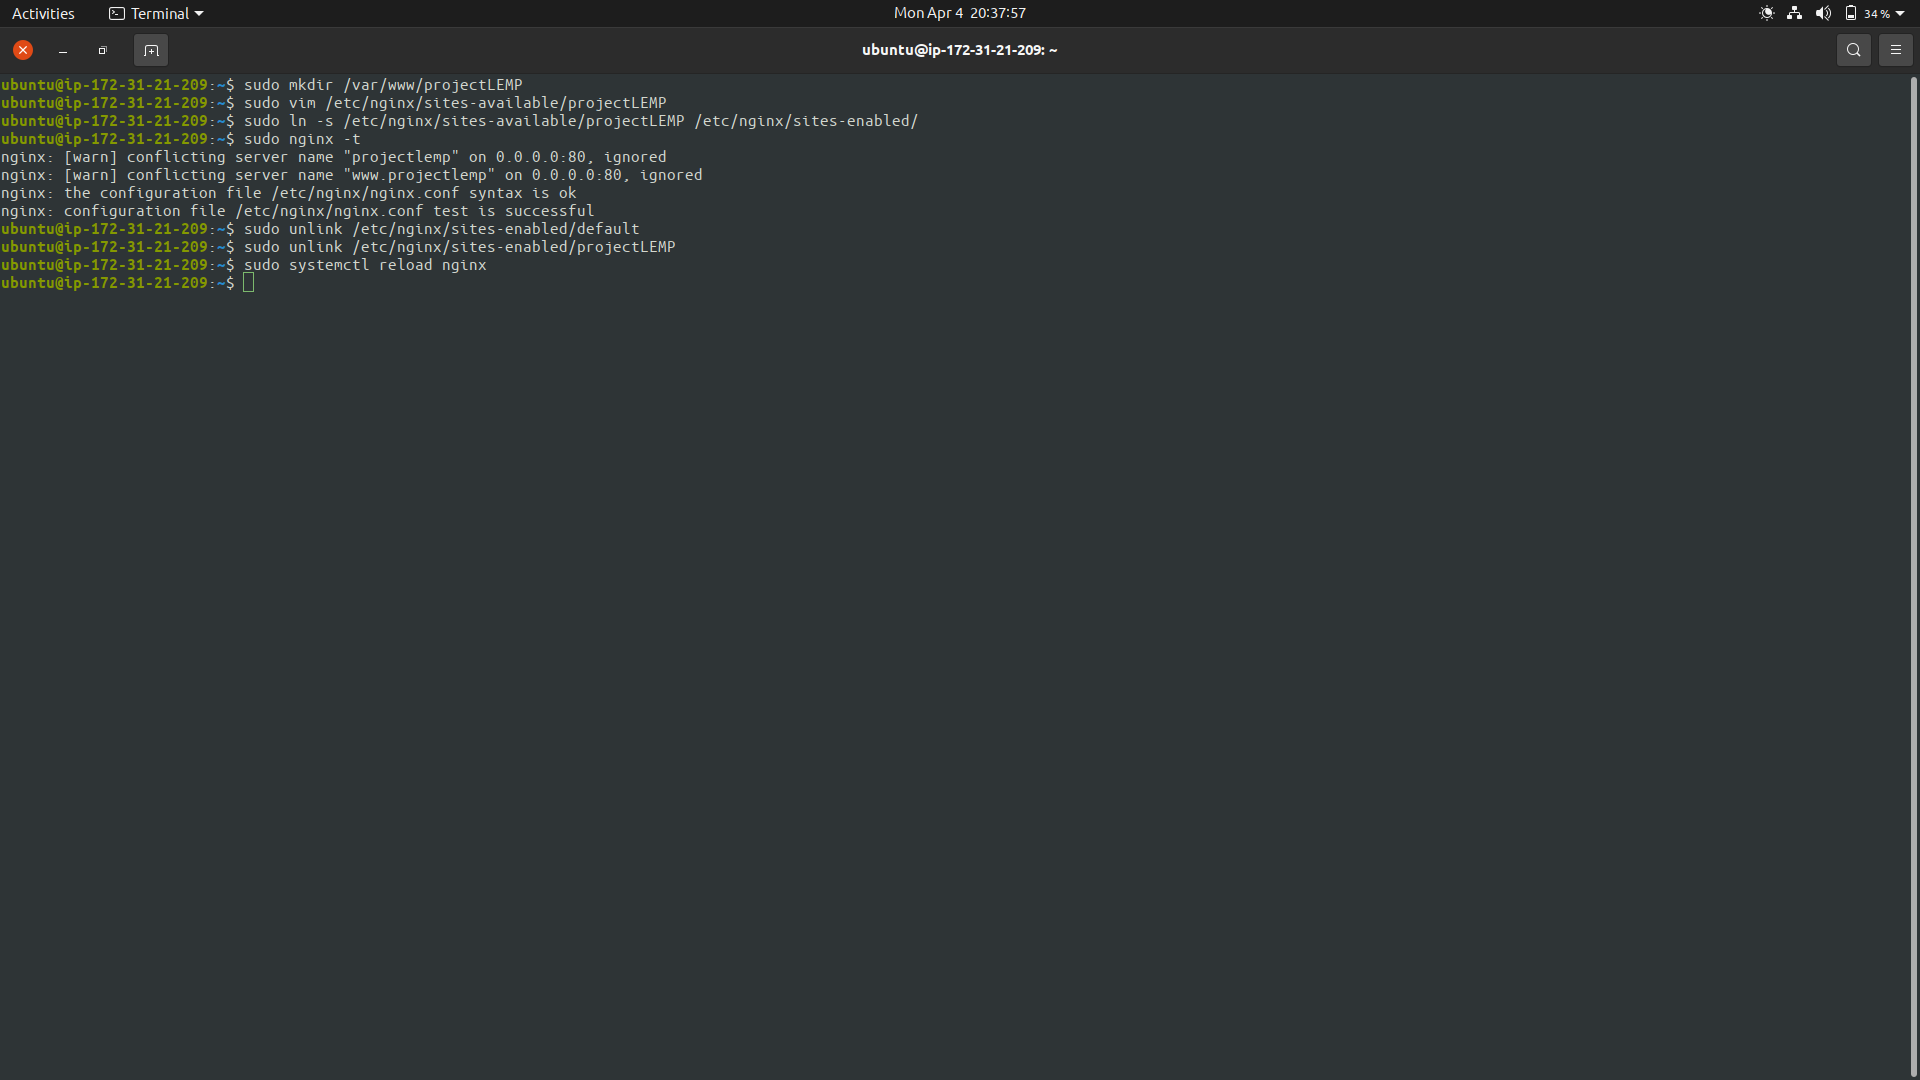 Activities Terminal Mon Apr 4 20:37:57 34 %
ubuntu@ip-172-31-21-209: ~
ubuntu@ip-172-31-21-209:~$ sudo mkdir /var/www/projectLEMP
ubuntu@ip-172-31-21-209:~$ sudo vim /etc/nginx/sites-available/projectLEMP
ubuntu@ip-172-31-21-209:~$ sudo ln -s /etc/nginx/sites-available/projectLEMP /etc/nginx/sites-enabled/
ubuntu@ip-172-31-21-209:~$ sudo nginx -t
nginx: [warn] conflicting server name "projectlemp" on 0.0.0.0:80, ignored
nginx: [warn] conflicting server name "www.projectlemp" on 0.0.0.0:80, ignored
nginx: the configuration file /etc/nginx/nginx.conf syntax is ok
nginx: configuration file /etc/nginx/nginx.conf test is successful
ubuntu@ip-172-31-21-209:~$ sudo unlink /etc/nginx/sites-enabled/default
ubuntu@ip-172-31-21-209:~$ sudo unlink /etc/nginx/sites-enabled/projectLEMP
ubuntu@ip-172-31-21-209:~$ sudo systemctl reload nginx
ubuntu@ip-172-31-21-209:~$